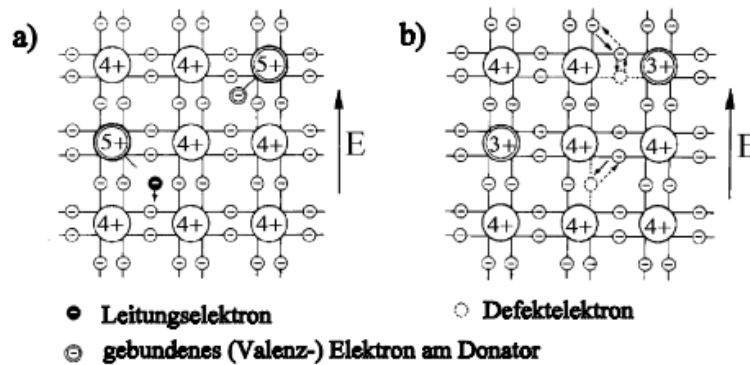 a)
4+ 4+ 5+
5+ 4+ 4+
4+ 4+ 4+
E
b)
4+ 4+ 3+
3+ 4+ 4+
4+ 4+ 4+
E
Leitungselektron
gebundenes (Valenz-) Elektron am Donator
Defektelektron